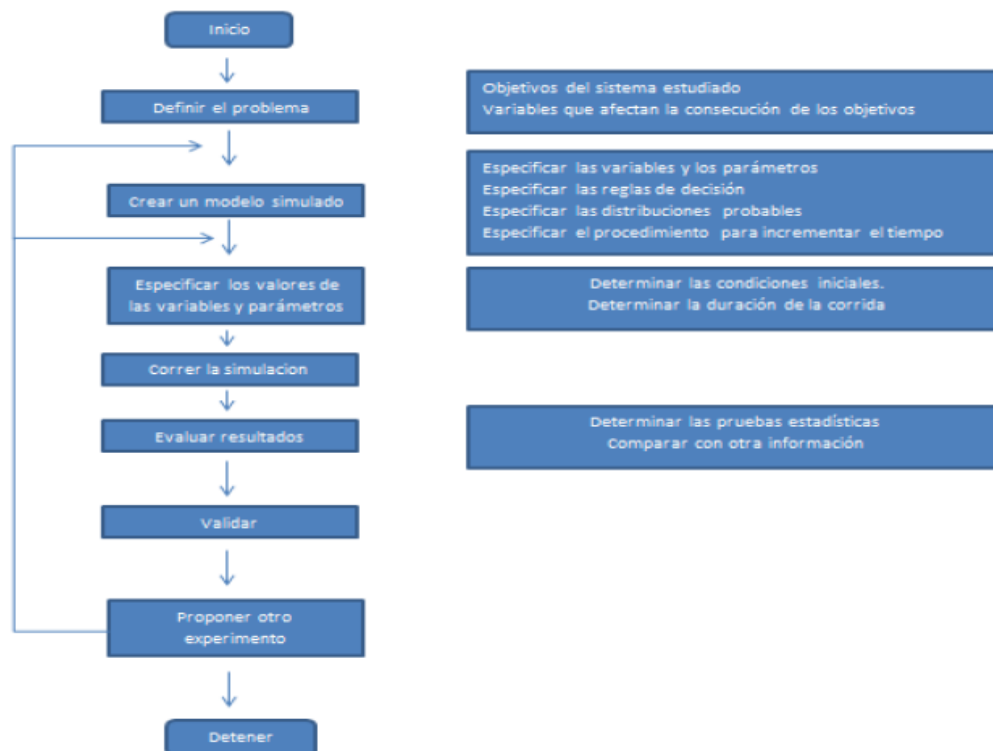 Inicio
Definir el problema
Objetivos del sistema estudiado
Variables que afectan la consecución de los objetivos
Crear un modelo simulado
Especificar las variables y los parámetros
Especificar las reglas de decisión
Especificar las distribuciones probables
Especificar el procedimiento para incrementar el tiempo
Especificar los valores de
las variables y parámetros
Determinar las condiciones iniciales.
Determinar la duración de la corrida
Correr la simulacion
Evaluar resultados
Determinar las pruebas estadísticas
Comparar con otra información
Validar
Proponer otro
experimento
Detener